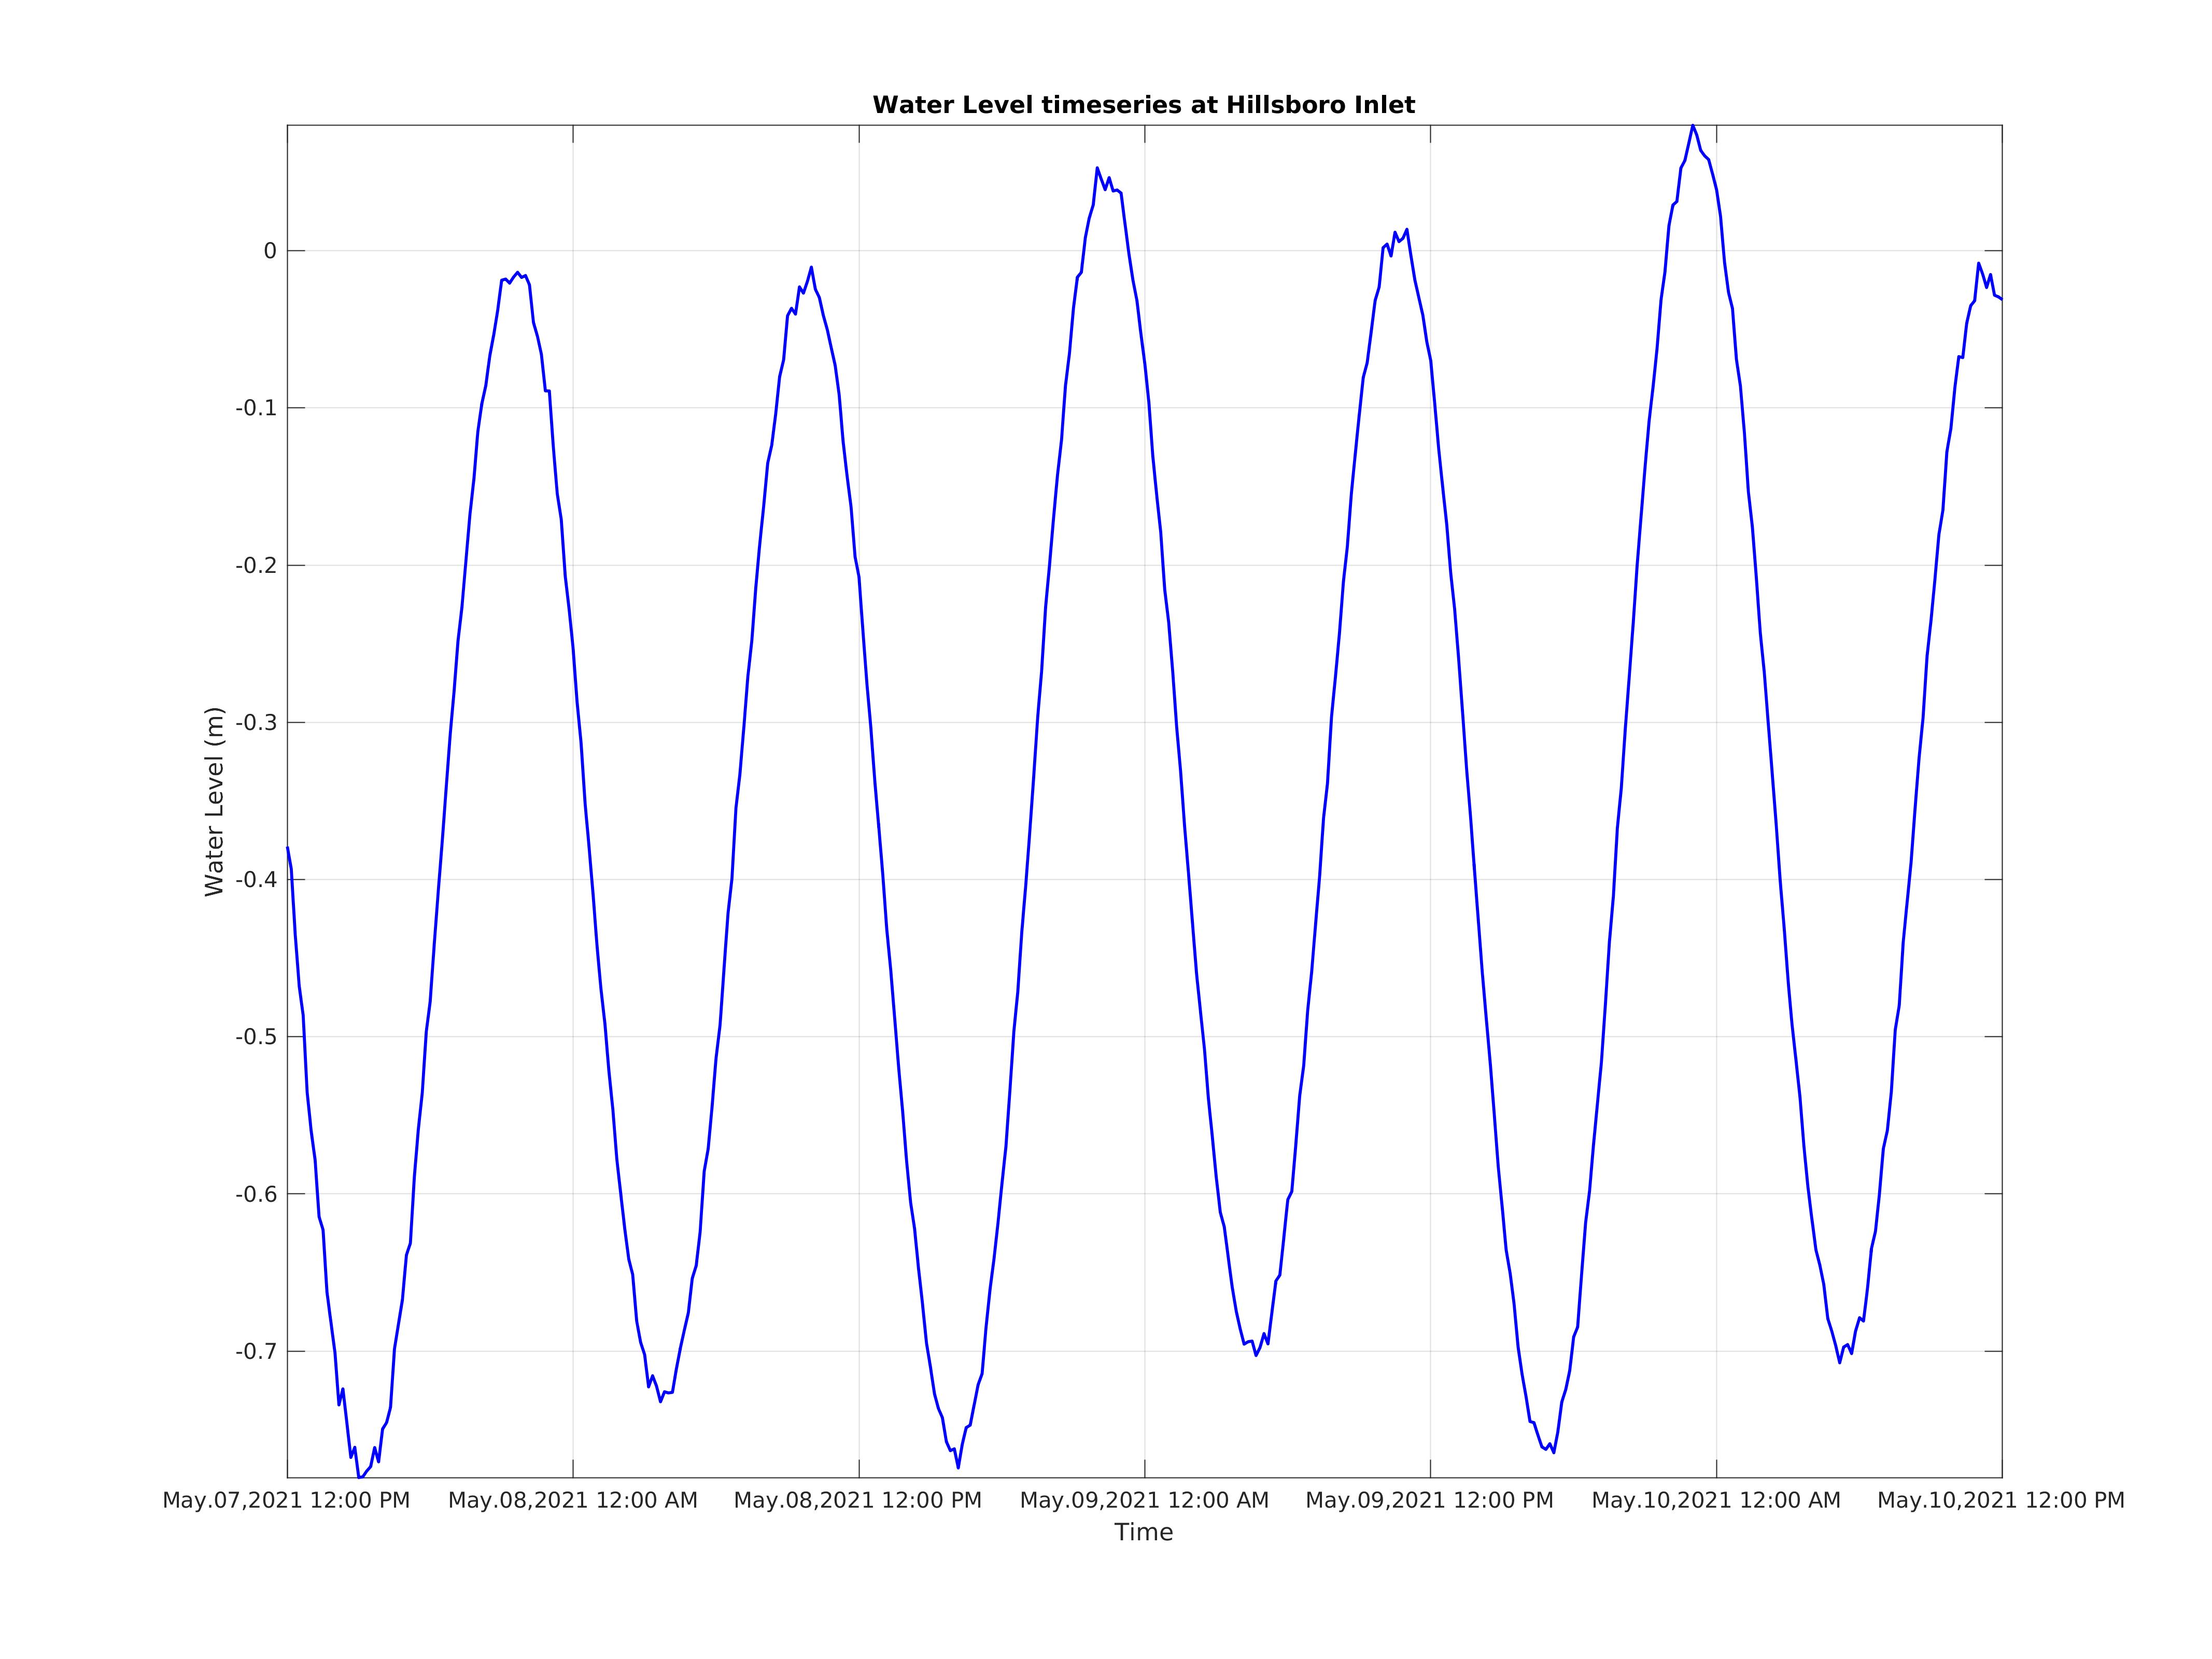 Water Level timeseries at Hillsboro Inlet
0
-0.1
-0.2
-0.3
-0.4
-0.5
-0.6
-0.7
Water Level (m)
May.07,2021 12:00 PM May.08,2021 12:00 AM May.08,2021 12:00 PM May.09,2021 12:00 AM May.09,2021 12:00 PM May.10,2021 12:00 AM May.10,2021 12:00 PM
Time